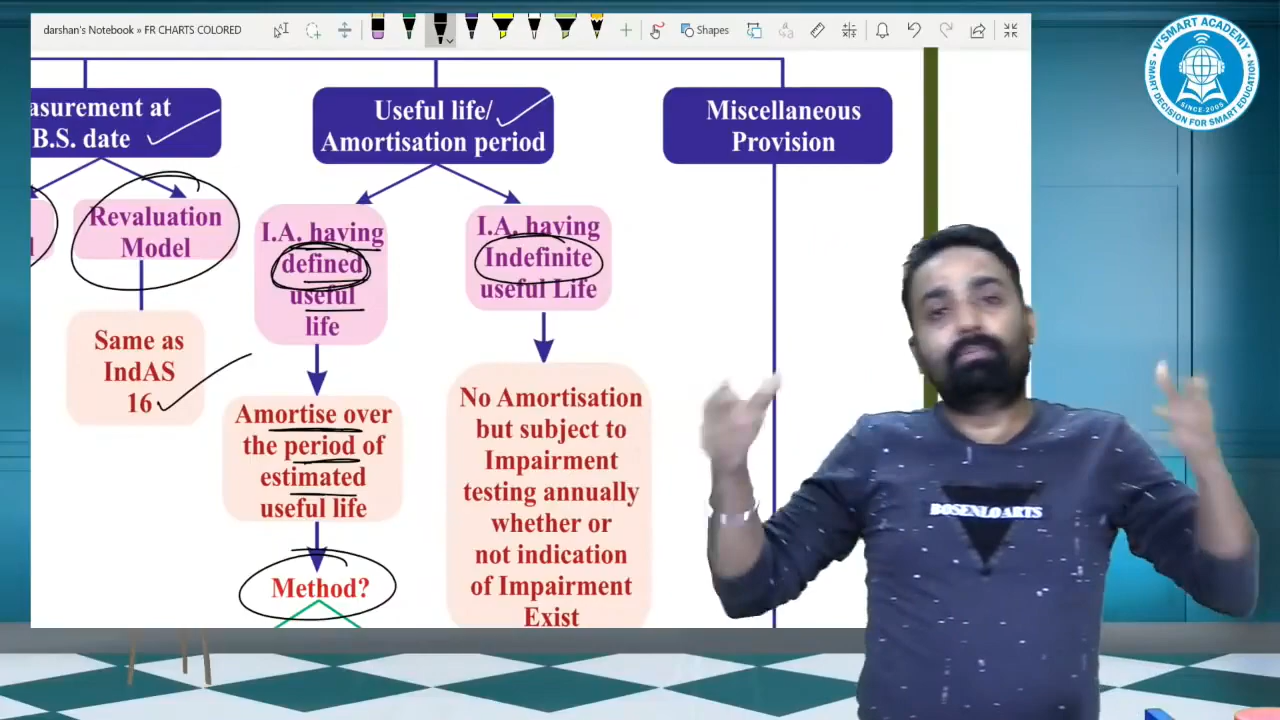 darshan's Notebook » FR CHARTS COLORED
Shapes
V'SMART ACADEMY
SMART DECISION FOR SMART EDUCATION
SINCE-2005
asurement at
B.S. date
Useful life/
Amortisation period
Miscellaneous
Provision
Revaluation
Model
I.A. having
defined
useful
life
I.A. having
Indefinite
useful Life
Same as
IndAS
16
Amortise over
the period of
estimated
useful life
No Amortisation
but subject to
Impairment
testing annually
whether or
not indication
of Impairment
Exist
Method?
BOSENLOARTS